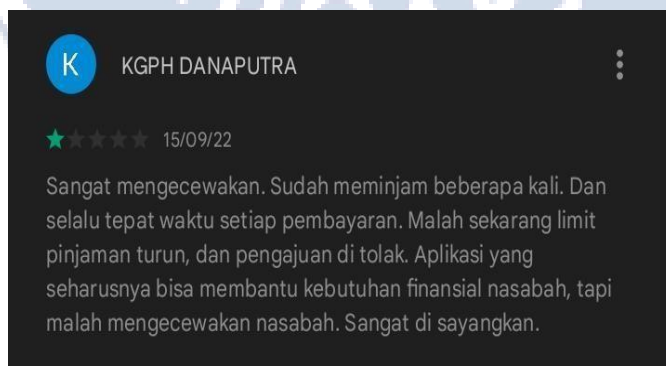 K
KGPH DANAPUTRA
15/09/22
Sangat mengecewakan. Sudah meminjam beberapa kali. Dan
selalu tepat waktu setiap pembayaran. Malah sekarang limit
pinjaman turun, dan pengajuan di tolak. Aplikasi yang
seharusnya bisa membantu kebutuhan finansial nasabah, tapi
malah mengecewakan nasabah. Sangat di sayangkan.